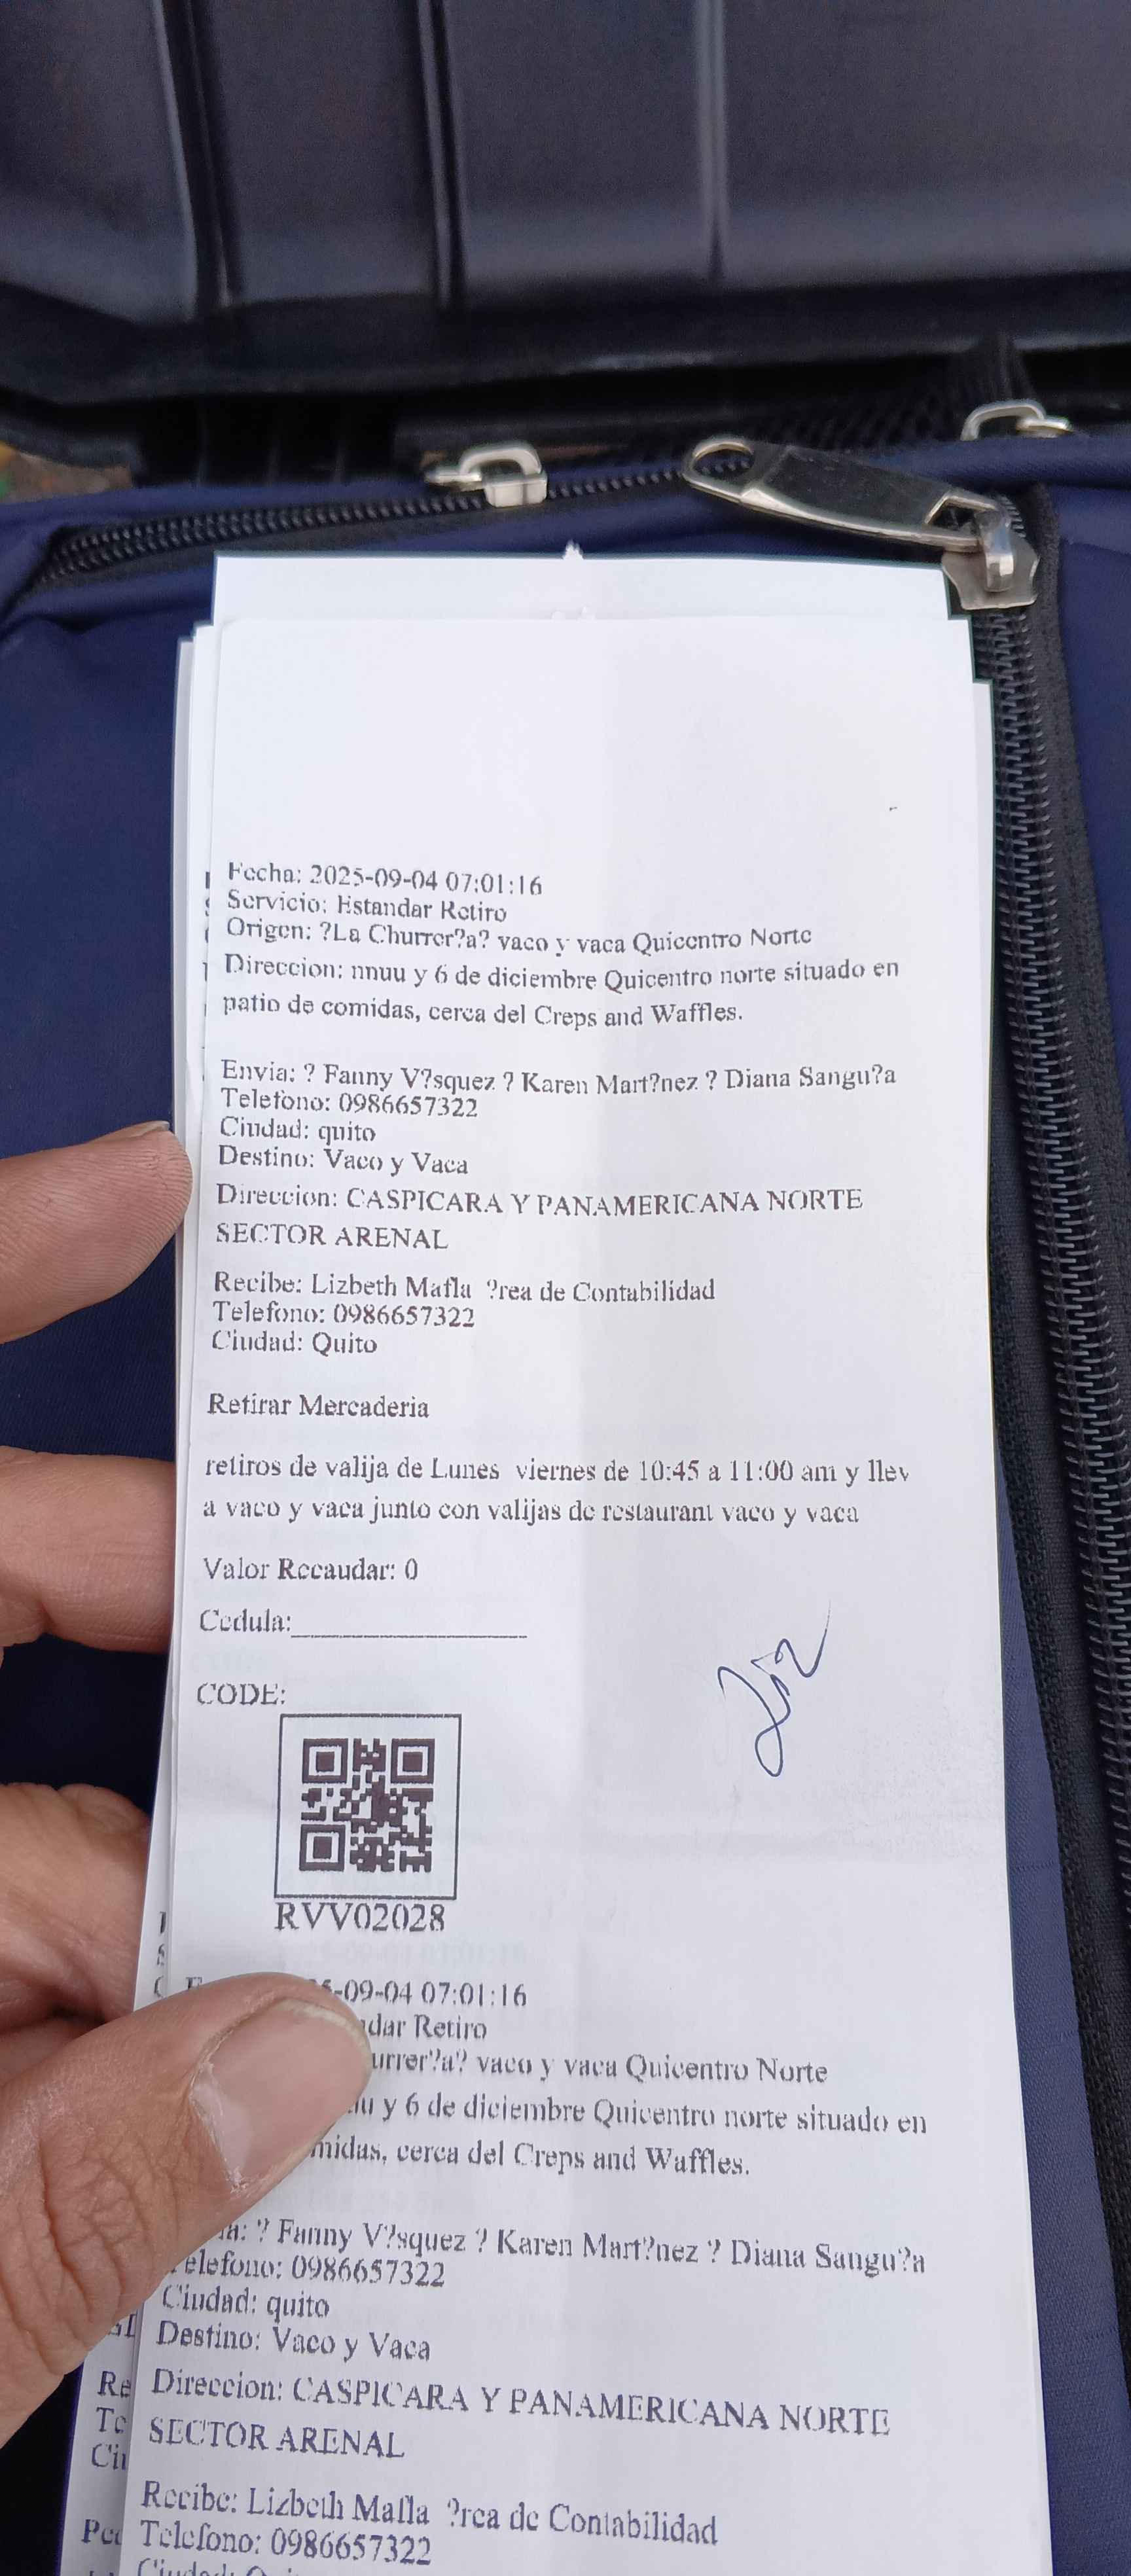 Fecha: 2025-09-04 07:01:16
Servicio: Estandar Retiro
Origen: ?La Churrer?a? vaco y vaca Quicentro Norte
Direccion: nnuu y 6 de diciembre Quicentro norte situado en
patio de comidas, cerca del Creps and Waffles.
Envia: ? Fanny V?squez ? Karen Mart?nez ? Diana Sangu?a
Telefono: 0986657322
Ciudad: quito
Destino: Vaco y Vaca
Direccion: CASPICARA Y PANAMERICANA NORTE
SECTOR ARENAL
Recibe: Lizbeth Mafla ?rea de Contabilidad
Telefono: 0986657322
Ciudad: Quito
Retirar Mercaderia
retiros de valija de Lunes viernes de 10:45 a 11:00 am y llev
a vaco y vaca junto con valijas de restaurant vaco y vaca
Valor Recaudar: 0
Cedula:
Liz
CODE:
RVV02028
5-09-04 07:01:16
dar Retiro
urrer?a? vaco y vaca Quicentro Norte
uu y 6 de diciembre Quicentro norte situado en
midas, cerca del Creps and Waffles.
ia: ? Fanny V?squez ? Karen Mart?nez ? Diana Sangu?a
elefono: 0986657322
Ciudad: quito
Destino: Vaco y Vaca
Direccion: CASPICARA Y PANAMERICANA NORTE
SECTOR ARENAL
Re
Recibe: Lizbeth Mafla ?rea de Contabilidad
Telefono: 0986657322